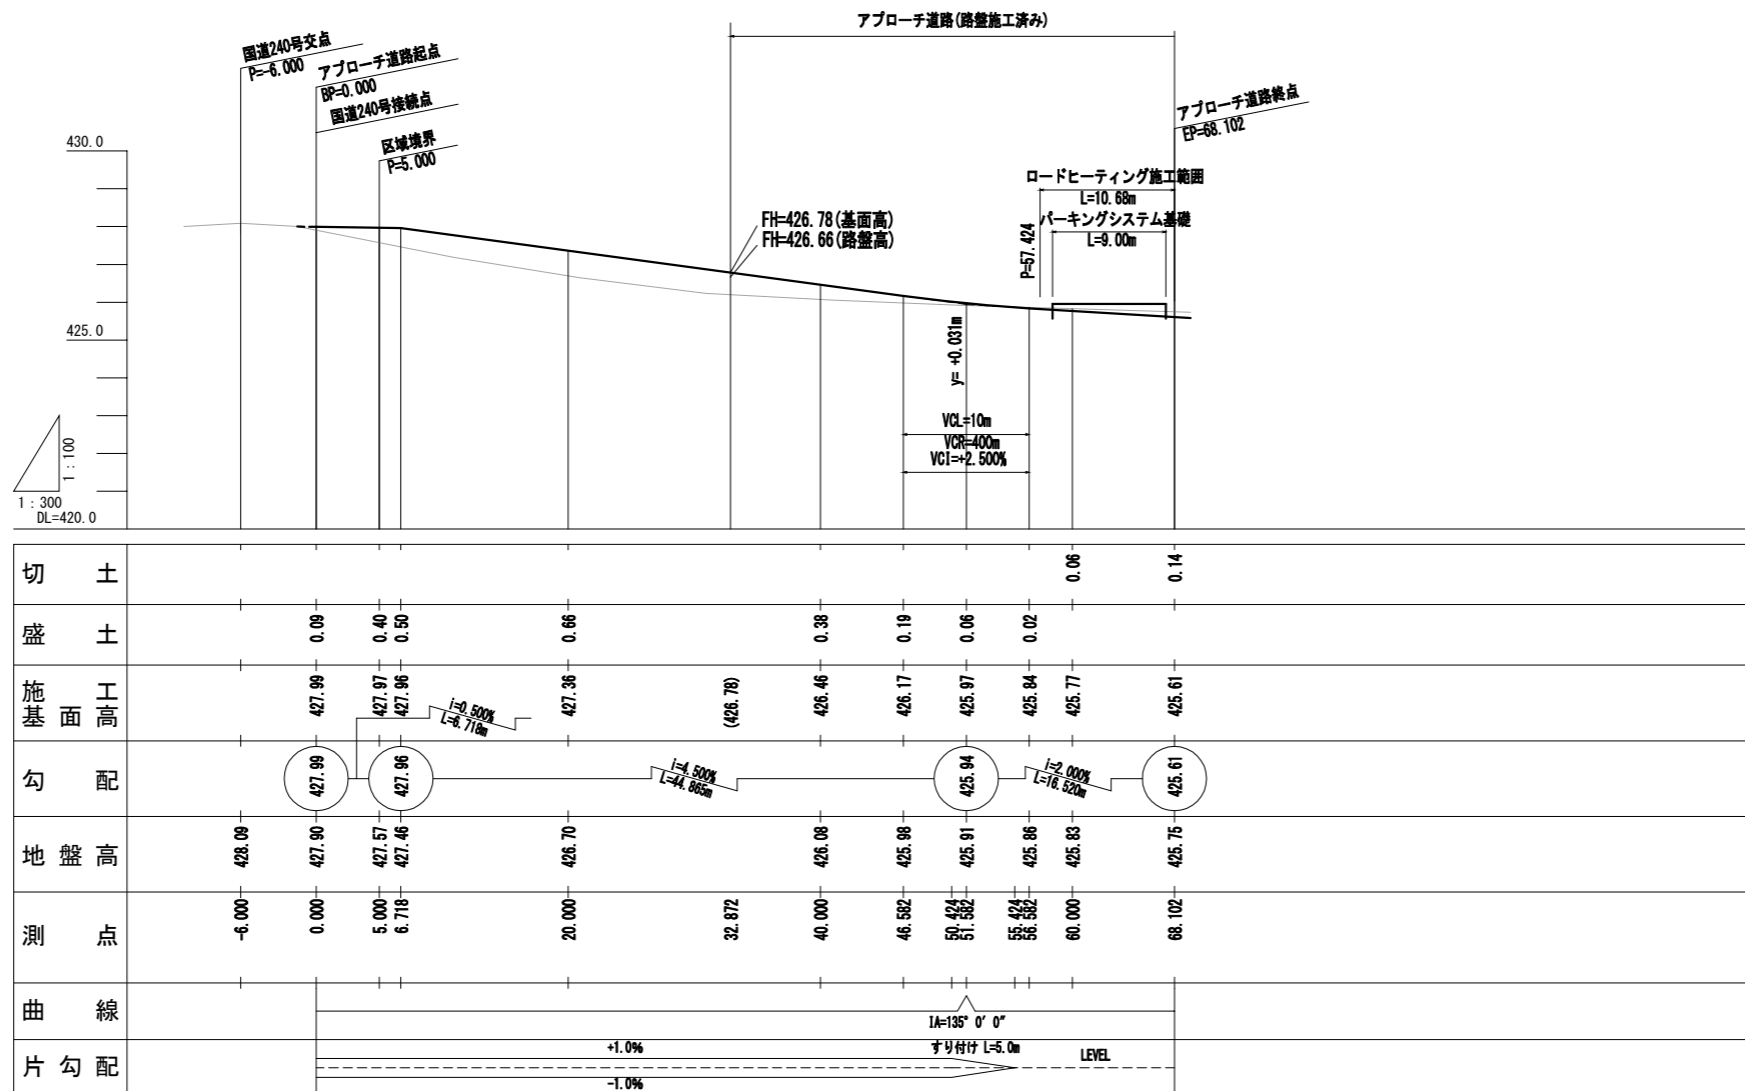 アプローチ道路(路盤施工済み)
国道240号交点
P=-6.000
アプローチ道路起点
BP=0.000
国道240号接続点
区域境界
P=5.000
アプローチ道路終点
EP=68.102
430.0
ロードヒーティング施工範囲
L=10.68m
パーキングシステム基礎
L=9.00m
P=57.424
FH=426.78(基面高)
FH=426.66(路盤高)
425.0
y= +0.031m
VCL=10m
VCR=400m
VCI=+2.500%
1 : 100
1 : 300
DL=420.0
切 土 0.06 0.14
盛 土 0.09 0.40 0.50 0.66 0.38 0.19 0.06 0.02
施 工
基 面 高 427.99 427.97 427.96 427.36 (426.78) 426.46 426.17 425.97 425.84 425.77 425.61
i=0.500%
L=6.718m
勾 配 427.99 427.96 425.94 425.61
i=4.500%
L=44.865m
i=2.000%
L=16.520m
地 盤 高 428.09 427.90 427.57 427.46 426.70 426.08 425.98 425.91 425.86 425.83 425.75
測 点 -6.000 0.000 5.000 6.718 20.000 32.872 40.000 46.582 50.424 51.582 55.424 56.582 60.000 68.102
曲 線
IA=135° 0′ 0″
片 勾 配 +1.0% すり付け L=5.0m LEVEL
-1.0%